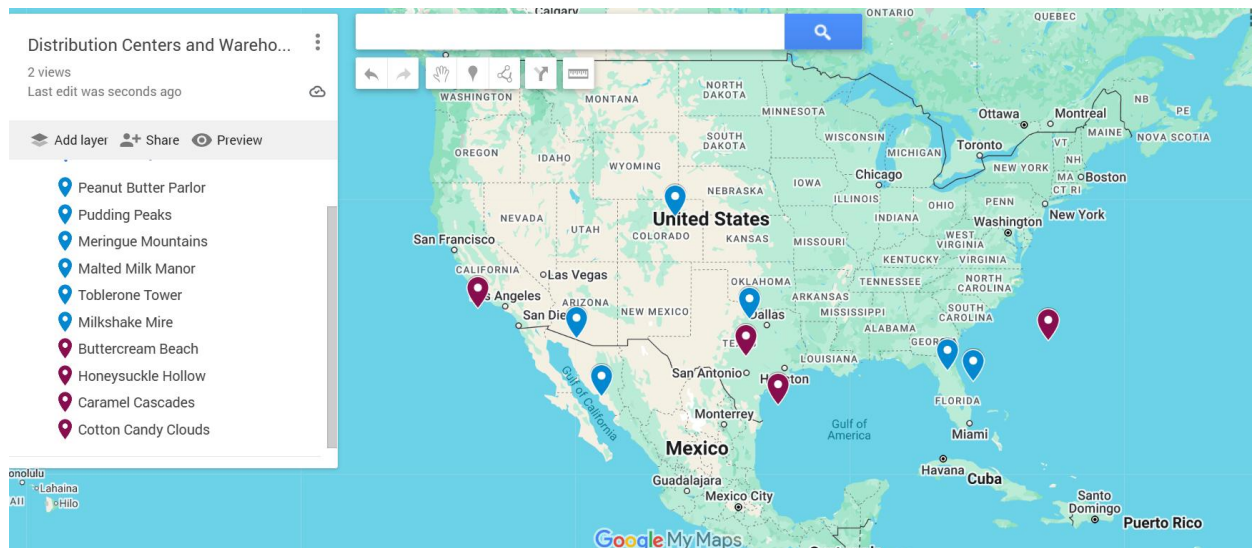 Distribution Centers and Wareho...
2 views
Last edit was seconds ago
Add layer
Share
Preview
Peanut Butter Parlor
Pudding Peaks
Meringue Mountains
Malted Milk Manor
Toblerone Tower
Milkshake Mire
Buttercream Beach
Honeysuckle Hollow
Caramel Cascades
Cotton Candy Clouds
Calgary
ONTARIO
QUEBEC
WASHINGTON
MONTANA
NORTH
DAKOTA
MINNESOTA
Ottawa
Montreal
NB
PE
MAINE
NOVA SCOTIA
OREGON
IDAHO
SOUTH
DAKOTA
WISCONSIN
MICHIGAN
Toronto
VT
NH
WYOMING
Chicago
NEW YORK
MA
Boston
CT RI
NEBRASKA
IOWA
ILLINOIS
OHIO
PENN
New York
NEVADA
UTAH
United States
COLORADO
KANSAS
MISSOURI
INDIANA
Washington
WEST
VIRGINIA
San Francisco
KENTUCKY
VIRGINIA
CALIFORNIA
Las Vegas
OKLAHOMA
TENNESSEE
NORTH
CAROLINA
Angeles
ARIZONA
NEW MEXICO
ARKANSAS
MISSISSIPPI
SOUTH
CAROLINA
San Die
Dallas
ALABAMA
GEOR
TE
LOUISIANA
San Antonio
H ton
Gulf of
California
FLORIDA
Monterrey
Gulf of
America
Miami
Mexico
Havana
Cuba
Guadalajara
Mexico City
Santo
Domingo
Puerto Rico
onolulu
Lahaina
AII
Hilo
Google My Maps